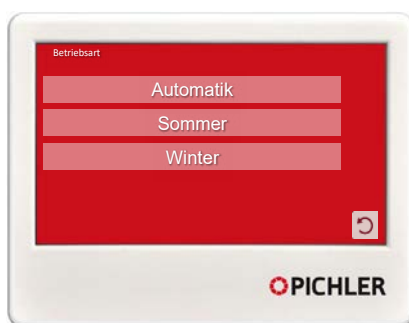 Betriebsart
Automatik
Sommer
Winter
PICHLER